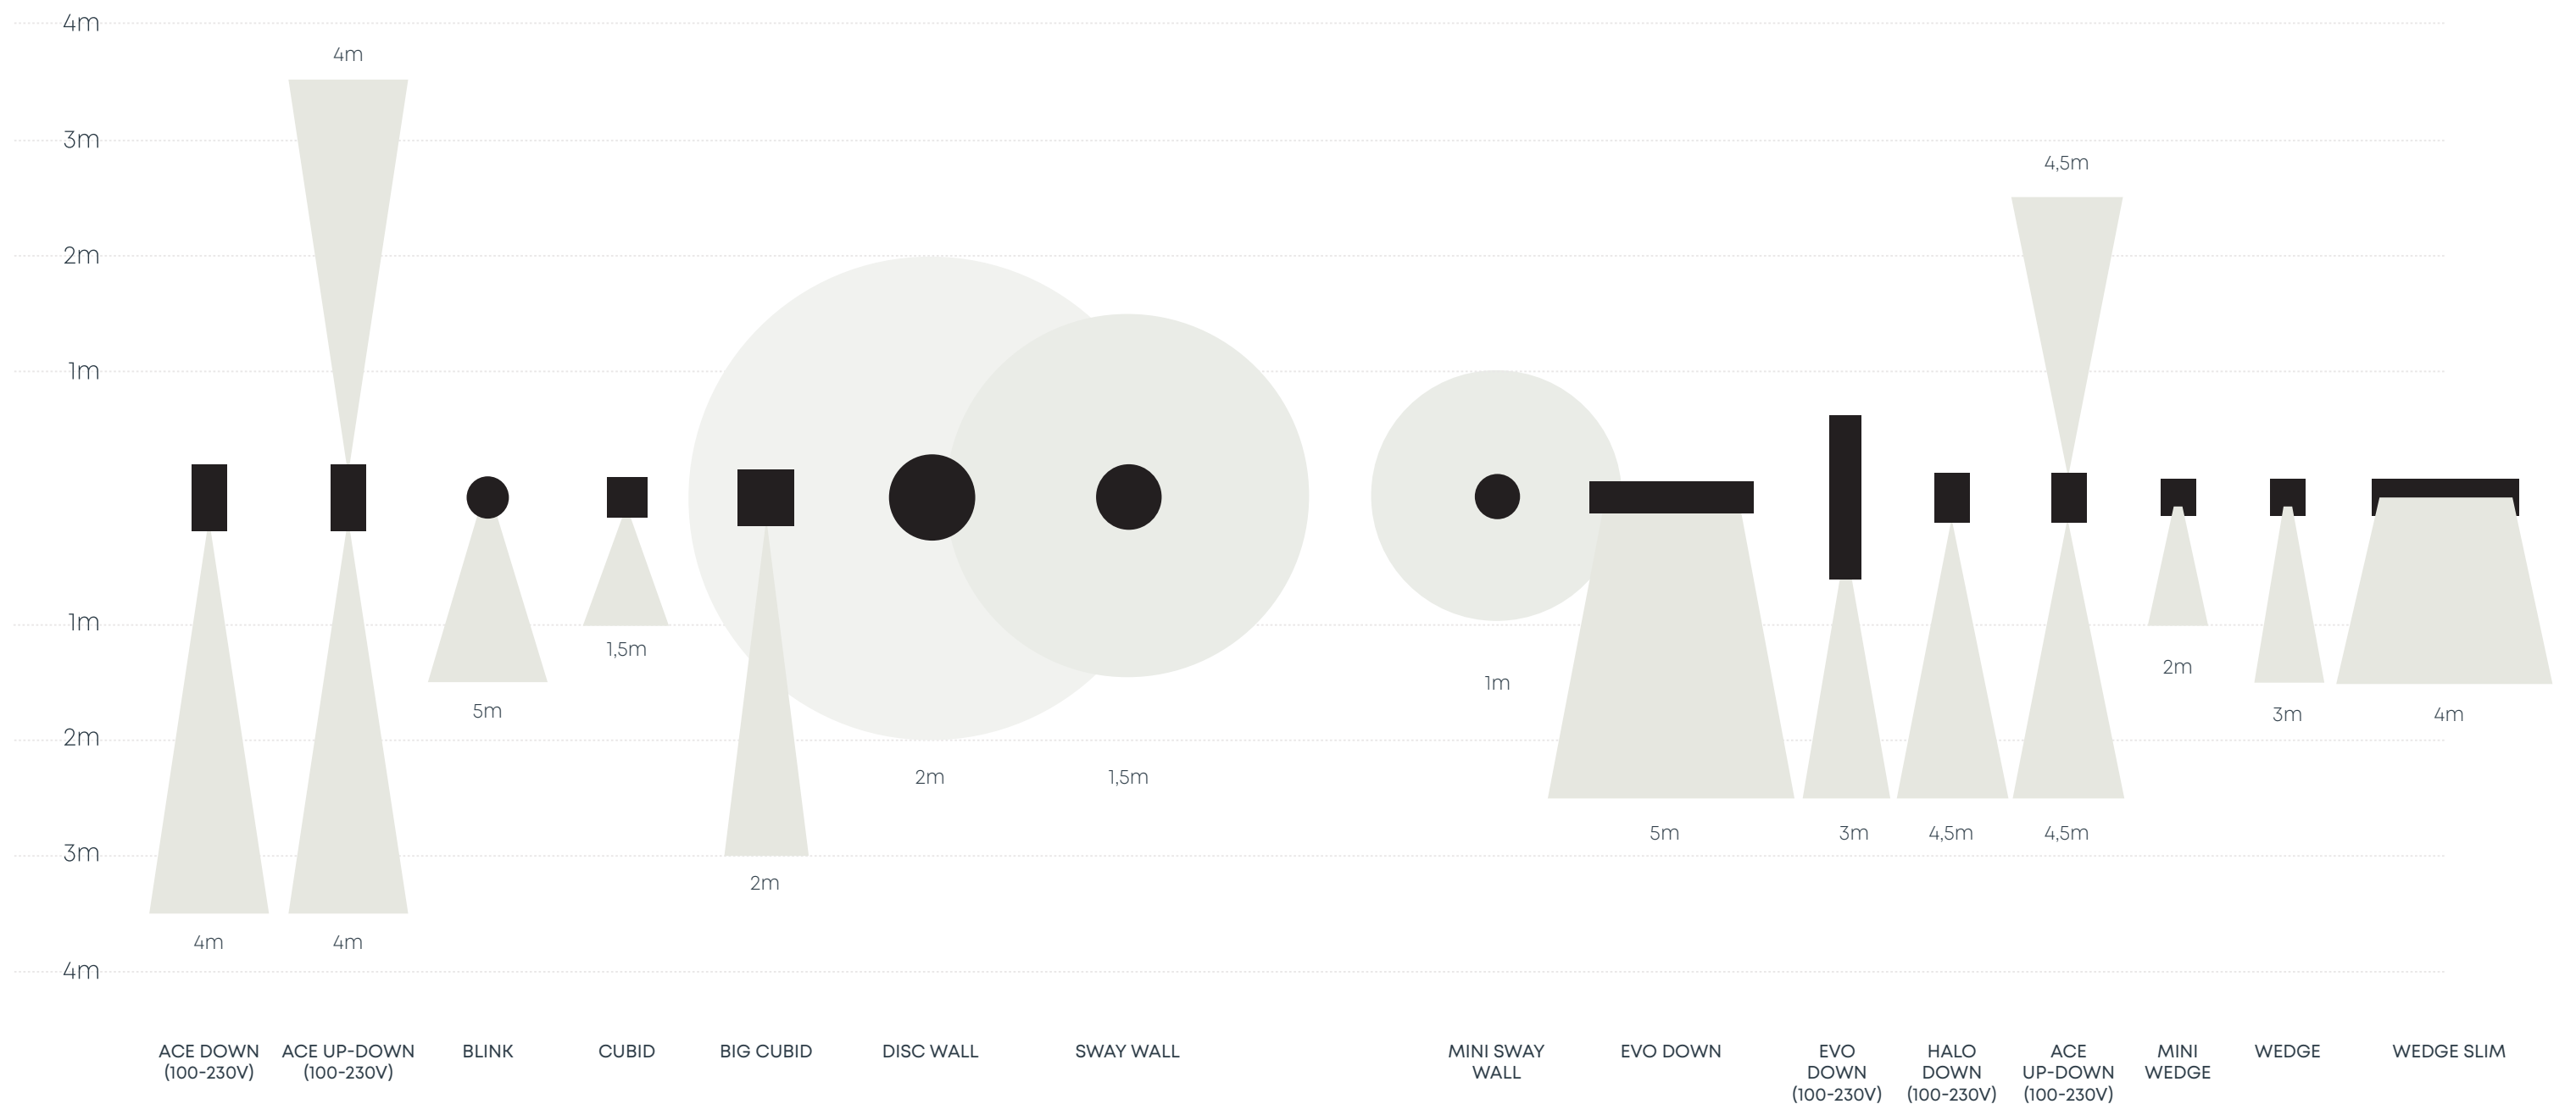 4m
4m
3m
4,5m
2m
1m
1m
1,5m
2m
1m
5m
2m
3m
4m
2m
1,5m
5m
3m
4,5m
4,5m
3m
2m
4m
4m
4m
ACE DOWN
(100-230V)
ACE UP-DOWN
(100-230V)
BLINK
CUBID
BIG CUBID
DISC WALL
SWAY WALL
MINI SWAY
WALL
EVO DOWN
EVO
DOWN
(100-230V)
HALO
DOWN
(100-230V)
ACE
UP-DOWN
(100-230V)
MINI
WEDGE
WEDGE
WEDGE SLIM